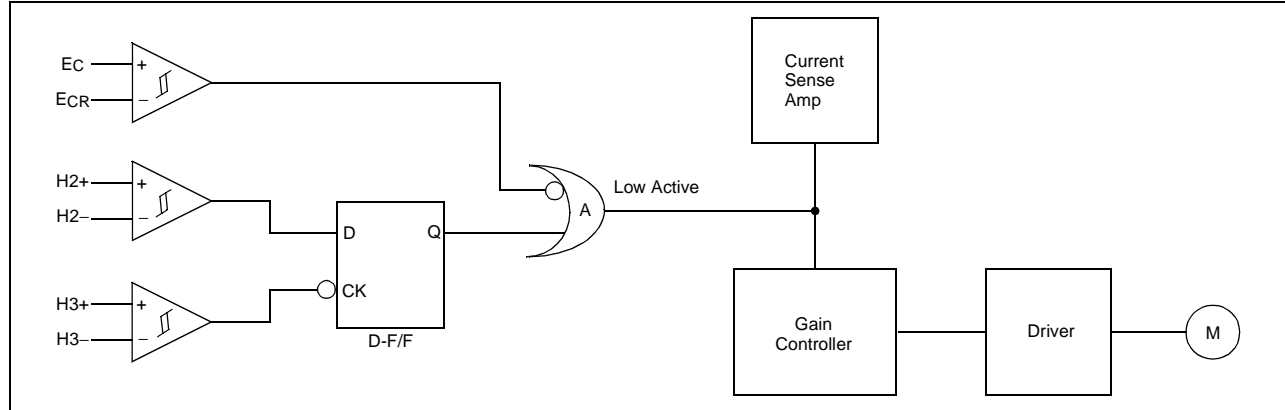 EC
+
ECR
−
H2+
+
H2−
−
H3+
+
H3−
−
D
Q
CK
D-F/F
A
Low Active
Current
Sense
Amp
Gain
Controller
Driver
M